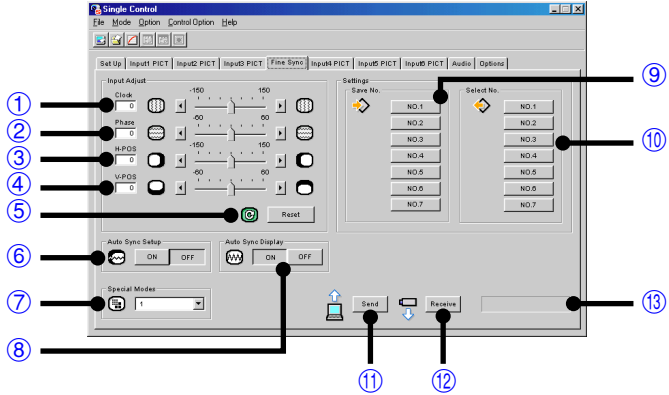 Single Control
File Mode Option Control Option Help
Set Up Input1 PICT Input2 PICT Input3 PICT Fine Sync Input4 PICT Input5 PICT Input6 PICT Audio Options
Input Adjust
Clock
0
-150 150
Phase
0
-60 60
H-POS
0
-150 150
V-POS
0
-60 60
Reset
Settings
Save No.
NO.1
NO.2
NO.3
NO.4
NO.5
NO.6
NO.7
Select No.
NO.1
NO.2
NO.3
NO.4
NO.5
NO.6
NO.7
Auto Sync Setup
ON OFF
Auto Sync Display
ON OFF
Special Modes
1
Send
Receive
①
②
③
④
⑤
⑥
⑦
⑧
⑨
⑩
⑪
⑫
⑬